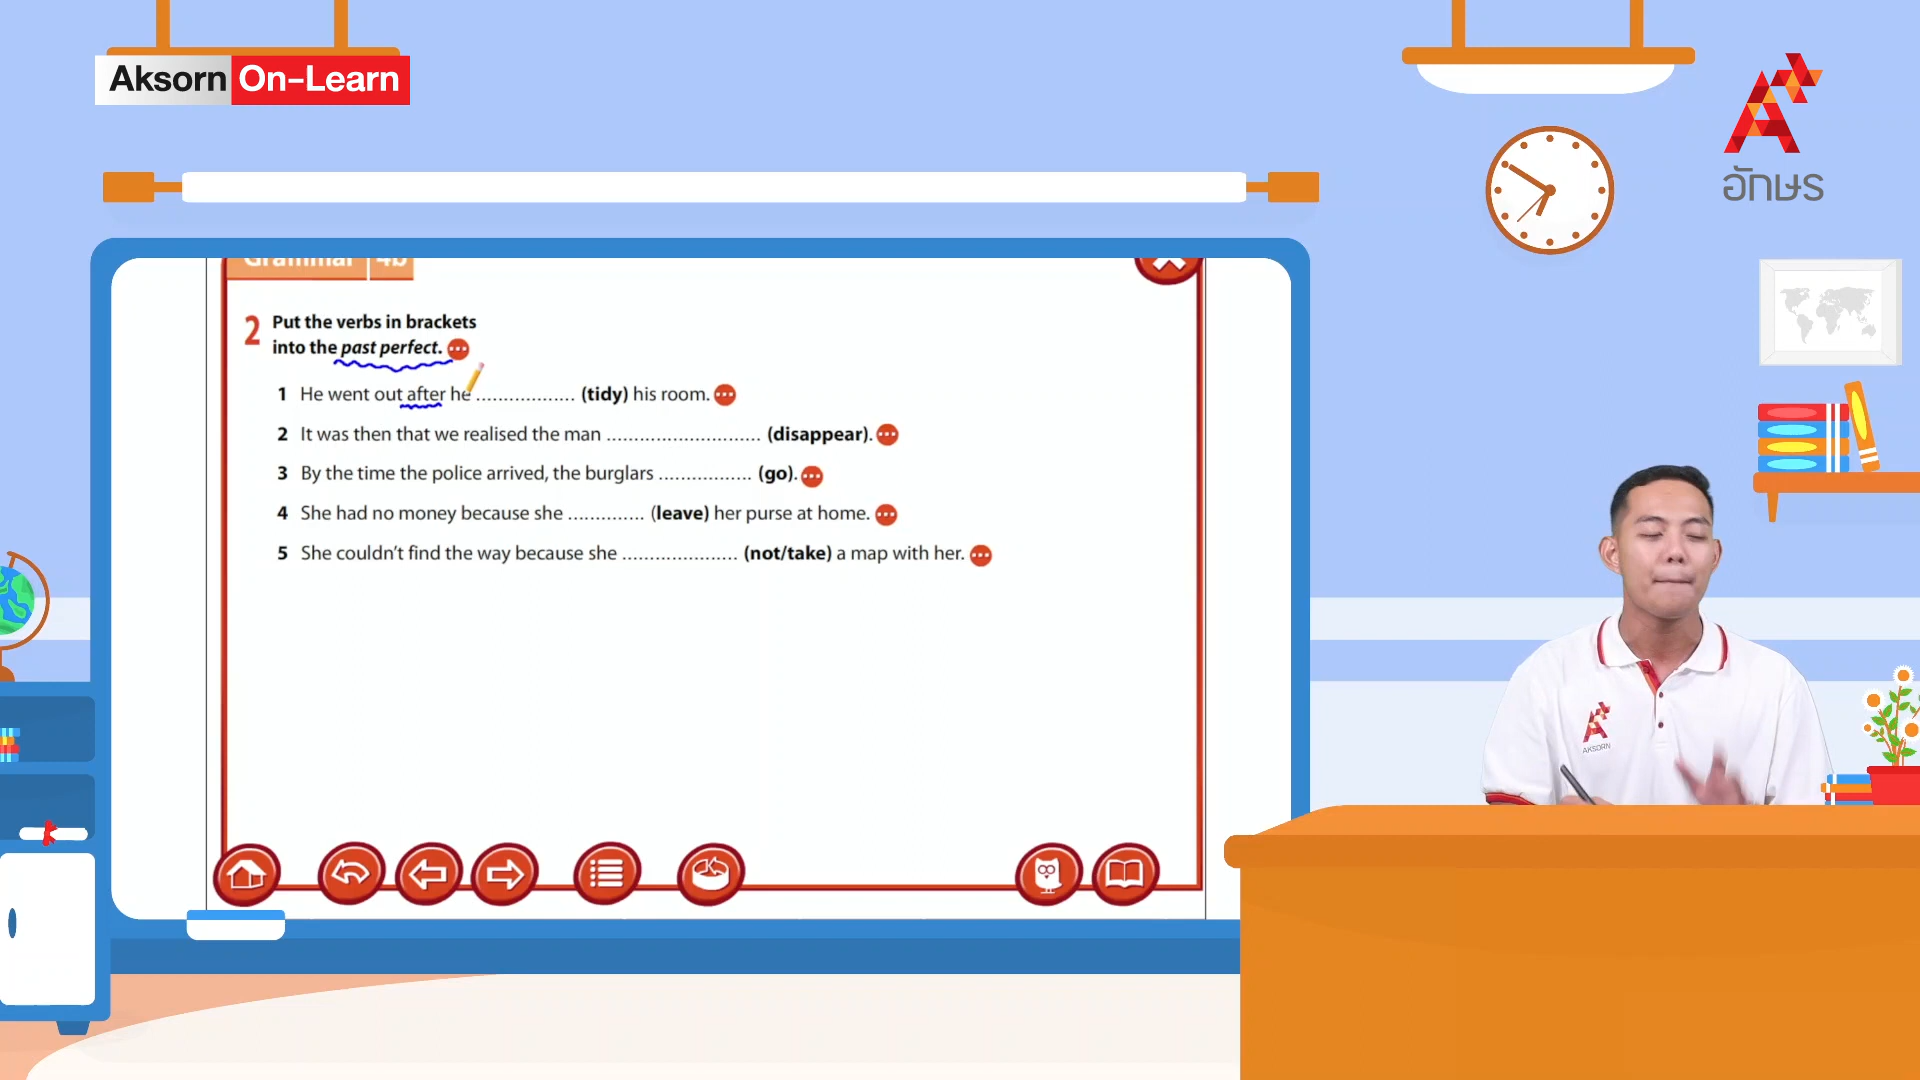 Aksorn On-Learn
อักษร
Grammar 4b
2 Put the verbs in brackets
into the past perfect.
1 He went out after he .................. (tidy) his room.
2 It was then that we realised the man ............................ (disappear).
3 By the time the police arrived, the burglars ................. (go).
4 She had no money because she .............. (leave) her purse at home.
5 She couldn't find the way because she ..................... (not/take) a map with her.
AKSORN